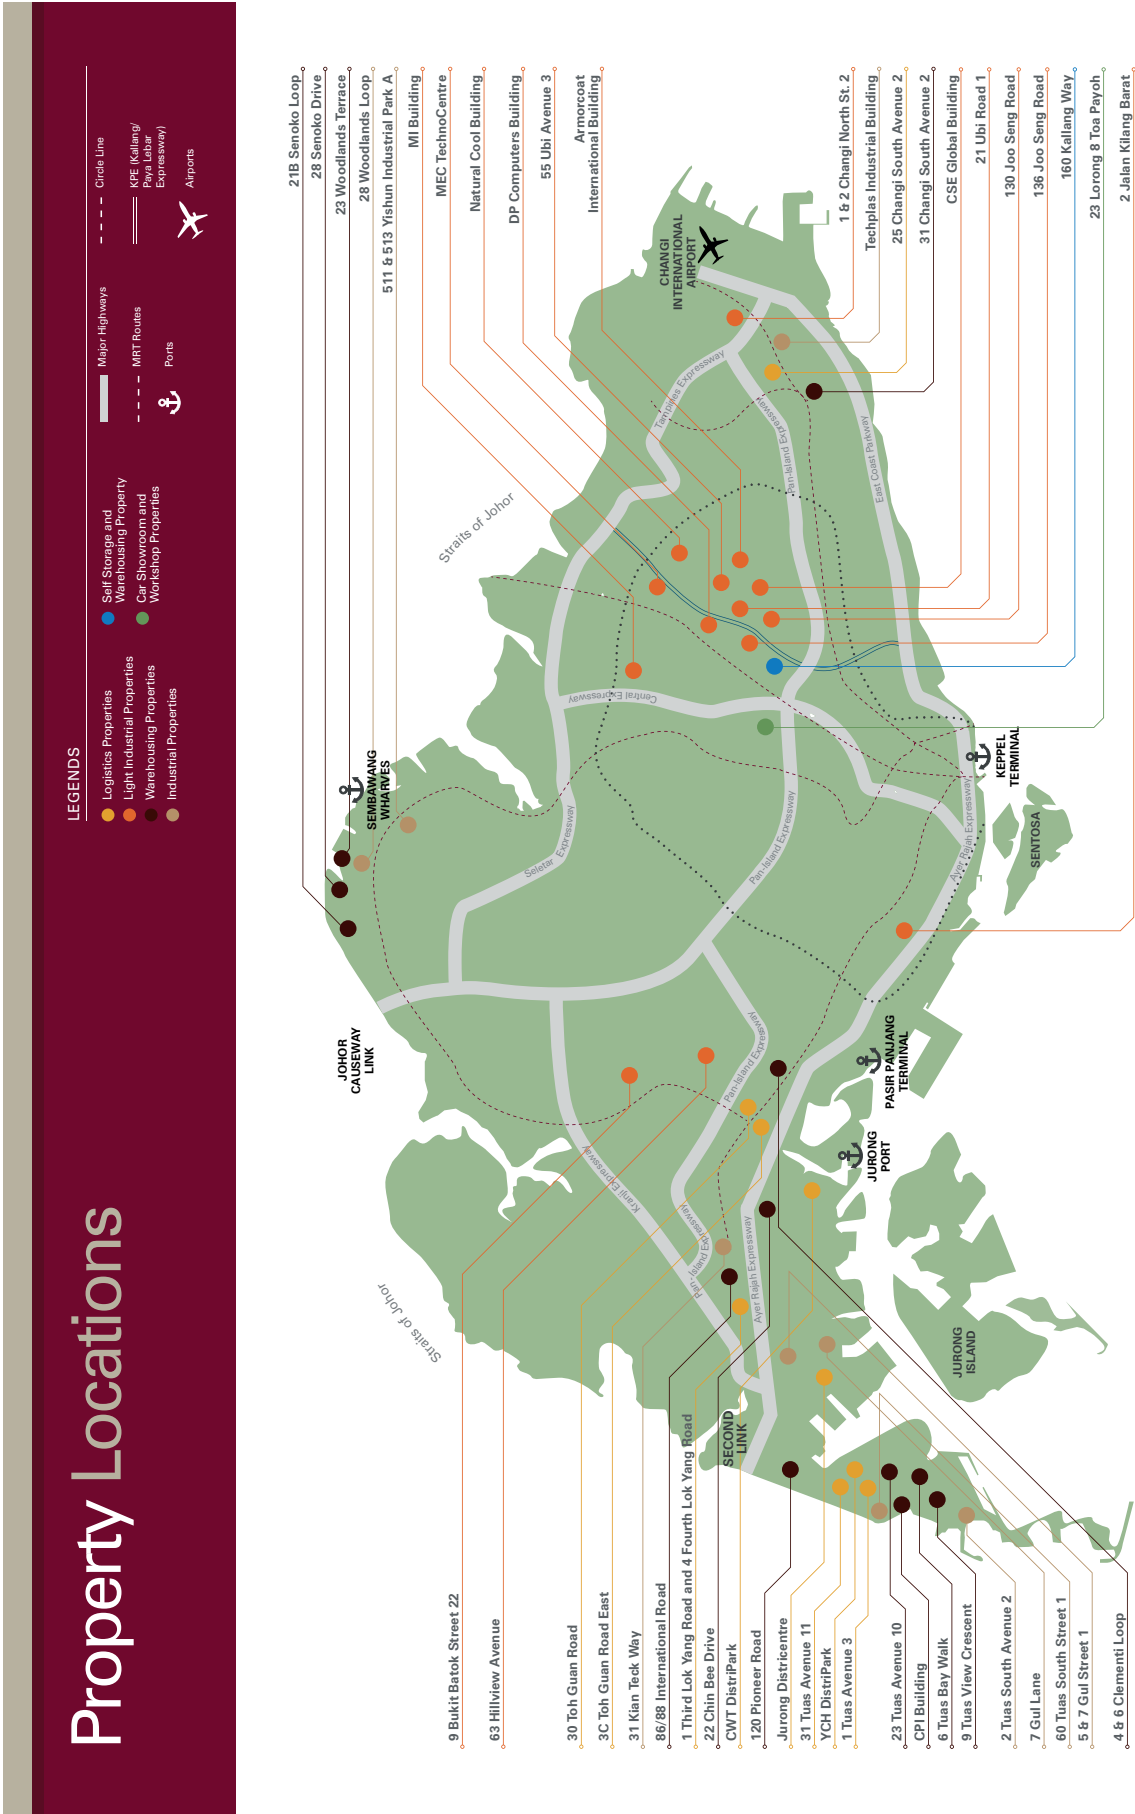 Property Locations
LEGENDS
Logistics Properties
Light Industrial Properties
Warehousing Properties
Industrial Properties
Self Storage and
Warehousing Property
Car Showroom and
Workshop Properties
Major Highways
MRT Routes
Ports
Circle Line
KPE (Kallang/
Paya Lebar
Expressway)
Airports
21B Senoko Loop
28 Senoko Drive
23 Woodlands Terrace
28 Woodlands Loop
511 & 513 Yishun Industrial Park A
MI Building
MEC TechnoCentre
Natural Cool Building
DP Computers Building
55 Ubi Avenue 3
Armorcoat
International Building
1 & 2 Changi North St. 2
Techplas Industrial Building
25 Changi South Avenue 2
31 Changi South Avenue 2
CSE Global Building
21 Ubi Road 1
130 Joo Seng Road
136 Joo Seng Road
160 Kallang Way
23 Lorong 8 Toa Payoh
2 Jalan Kilang Barat
Straits of Johor
Straits of Johor
SEMBAWANG
WHARVES
JOHOR
CAUSEWAY
LINK
CHANGI
INTERNATIONAL
AIRPORT
KEPPEL
TERMINAL
SENTOSA
PASIR PANJANG
TERMINAL
JURONG
PORT
JURONG
ISLAND
SECOND
LINK
Tampines Expressway
Pan-Island Expressway
East Coast Parkway
Central Expressway
Seletar Expressway
Pan-Island Expressway
Ayer Rajah Expressway
Pan-Island Expressway
Kranji Expressway
Pan-Island Expressway
Ayer Rajah Expressway
9 Bukit Batok Street 22
63 Hillview Avenue
30 Toh Guan Road
3C Toh Guan Road East
31 Kian Teck Way
86/88 International Road
1 Third Lok Yang Road and 4 Fourth Lok Yang Road
22 Chin Bee Drive
CWT DistriPark
120 Pioneer Road
Jurong Districentre
31 Tuas Avenue 11
YCH DistriPark
1 Tuas Avenue 3
23 Tuas Avenue 10
CPI Building
6 Tuas Bay Walk
9 Tuas View Crescent
2 Tuas South Avenue 2
7 Gul Lane
60 Tuas South Street 1
5 & 7 Gul Street 1
4 & 6 Clementi Loop